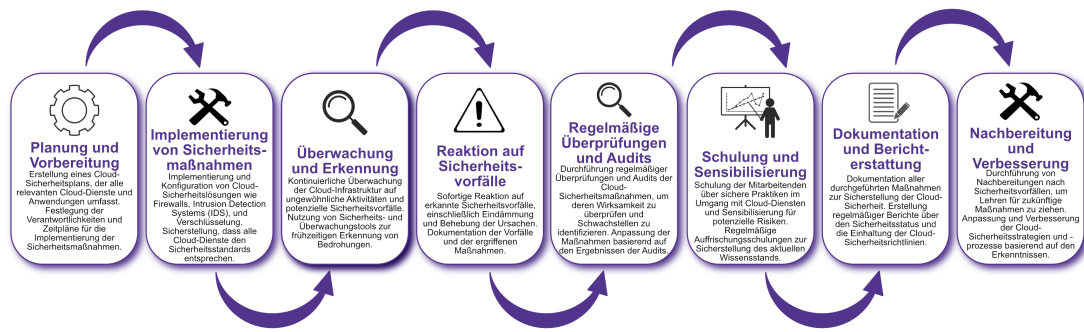 Planung und
Vorbereitung
Erstellung eines Cloud-
Sicherheitsplans, der alle
relevanten Cloud-Dienste und
Anwendungen umfasst.
Festlegung der
Verantwortlichkeiten und
Zeitpläne für die
Implementierung der
Sicherheitsmaßnahmen.
Implementierung
von Sicherheits-
maßnahmen
Implementierung und
Konfiguration von Cloud-
Sicherheitslösungen wie
Firewalls, Intrusion Detection
Systems (IDS), und
Verschlüsselung.
Sicherstellung, dass alle
Cloud-Dienste den
Sicherheitsstandards
entsprechen.
Überwachung
und Erkennung
Kontinuierliche Überwachung
der Cloud-Infrastruktur auf
ungewöhnliche Aktivitäten und
potenzielle Sicherheitsvorfälle.
Nutzung von Sicherheits- und
Überwachungstools zur
frühzeitigen Erkennung von
Bedrohungen.
Reaktion auf
Sicherheits-
vorfälle
Sofortige Reaktion auf
erkannte Sicherheitsvorfälle,
einschließlich Eindämmung
und Behebung der Ursachen.
Dokumentation der Vorfälle
und der ergriffenen
Maßnahmen.
Regelmäßige
Überprüfungen
und Audits
Durchführung regelmäßiger
Überprüfungen und Audits der
Cloud-
Sicherheitsmaßnahmen, um
deren Wirksamkeit zu
überprüfen und
Schwachstellen zu
identifizieren. Anpassung der
Maßnahmen basierend auf
den Ergebnissen der Audits.
Schulung und
Sensibilisierung
Schulung der Mitarbeitenden
über sichere Praktiken im
Umgang mit Cloud-Diensten
und Sensibilisierung für
potenzielle Risiken.
Regelmäßige
Auffrischungsschulungen zur
Sicherstellung des aktuellen
Wissensstands.
Dokumentation
und Bericht-
erstattung
Dokumentation aller
durchgeführten Maßnahmen
zur Sicherstellung der Cloud-
Sicherheit. Erstellung
regelmäßiger Berichte über
den Sicherheitsstatus und
die Einhaltung der Cloud-
Sicherheitsrichtlinien.
Nachbereitung
und
Verbesserung
Durchführung von
Nachbereitungen nach
Sicherheitsvorfällen, um
Lehren für zukünftige
Maßnahmen zu ziehen.
Anpassung und Verbesserung
der Cloud-
Sicherheitsstrategien und -
prozesse basierend auf den
Erkenntnissen.